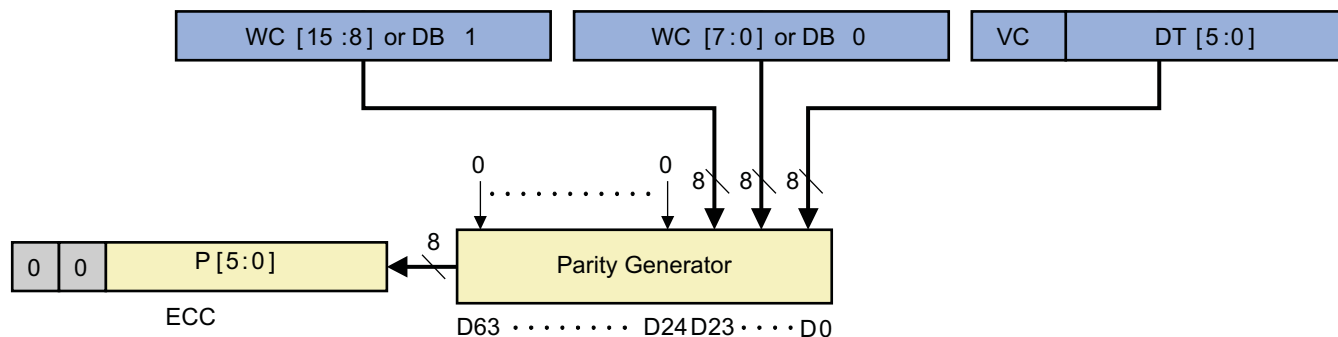 WC [15:8] or DB 1
WC [7:0] or DB 0
VC
DT [5:0]
0
0
8
8
8
8
0
0
P[5:0]
Parity Generator
ECC
D63 . . . . . . . . D24 D23 . . . . . D0